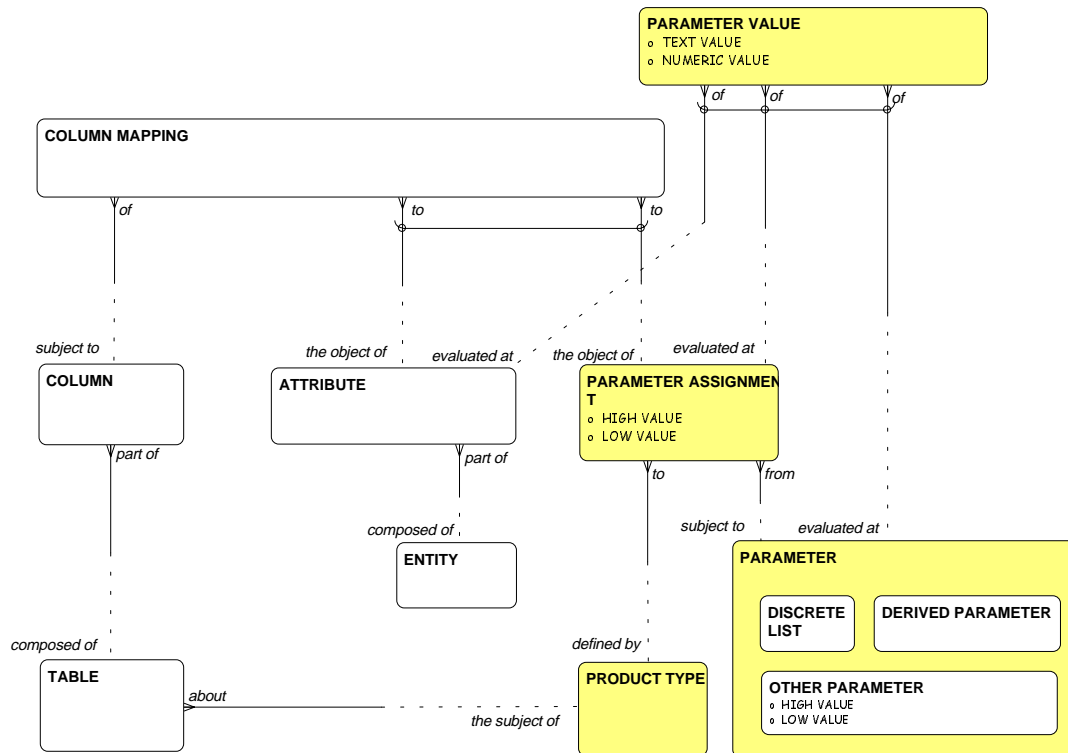 PARAMETER VALUE
o TEXT VALUE
o NUMERIC VALUE
of
of
of
COLUMN MAPPING
of
to
to
subject to
the object of
evaluated at
the object of
evaluated at
COLUMN
ATTRIBUTE
PARAMETER ASSIGNMEN
T
o HIGH VALUE
o LOW VALUE
part of
part of
to
from
composed of
subject to
evaluated at
ENTITY
PARAMETER
DISCRETE
LIST
DERIVED PARAMETER
composed of
defined by
TABLE
PRODUCT TYPE
OTHER PARAMETER
o HIGH VALUE
o LOW VALUE
about
the subject of